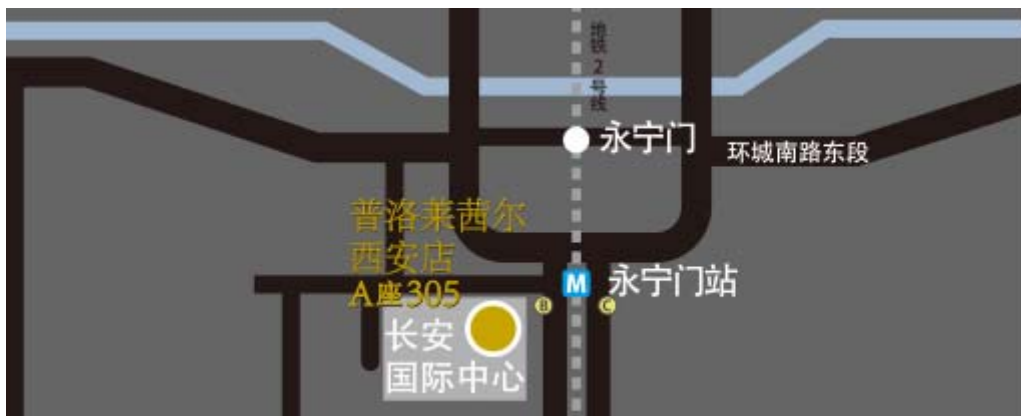 地铁2号线
永宁门
环城南路东段
普洛莱茜尔
西安店
A座305
M
永宁门站
B
C
长安
国际中心